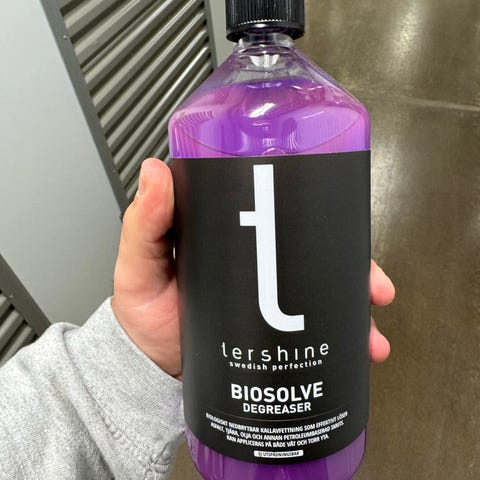 t
tershine
swedish perfection
BIOSOLVE
DEGREASER
BIOLOGISKT NEDBRYTBAR KALLAVFETTNING SOM EFFEKTIVT LÖSER
ASFALT, TJÄRA, OLJA OCH ANNAN PETROLEUMBASERAD SMUTS.
KAN APPLICERAS PÅ BÅDE VÅT OCH TORR YTA.
EJ UTSPÄDNINGSBAR